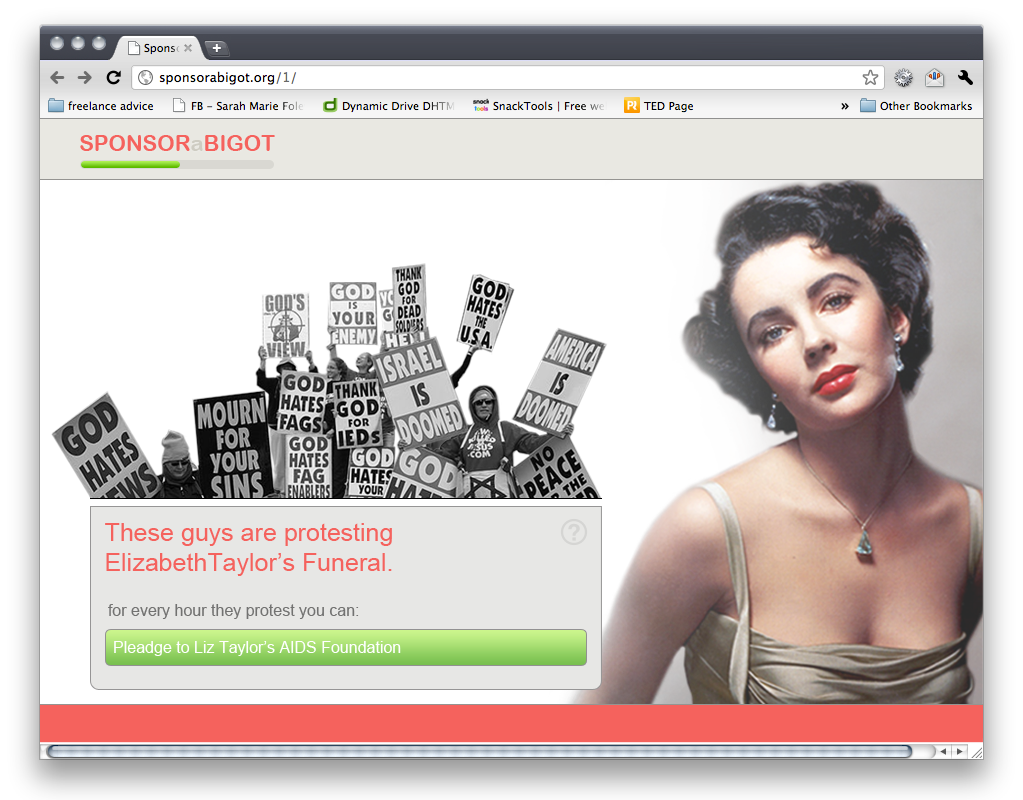 Spons
sponsorabigot.org/1/
freelance advice
FB – Sarah Marie Fole
Dynamic Drive DHTM
snack
tools
SnackTools | Free we
Pt
TED Page
»
Other Bookmarks
SPONSORaBIGOT
GOD'S
VIEW
GOD
IS
YOUR
ENEMY
THANK
GOD
FOR
DEAD
SOLDIERS
GOD
HATES
THE
U.S.A.
GOD
HATES
MOURN
FOR
YOUR
SINS
GOD
HATES
FAGS
GOD
HATES
FAG
ENABLERS
THANK
GOD
FOR
IEDs
GOD
HATES
YOUR
ISRAEL
IS
DOOMED
GOD
HATE
AMERICA
IS
DOOMED
NO
PEACE
THE
These guys are protesting
ElizabethTaylor's Funeral.
?
for every hour they protest you can:
Pleadge to Liz Taylor's AIDS Foundation